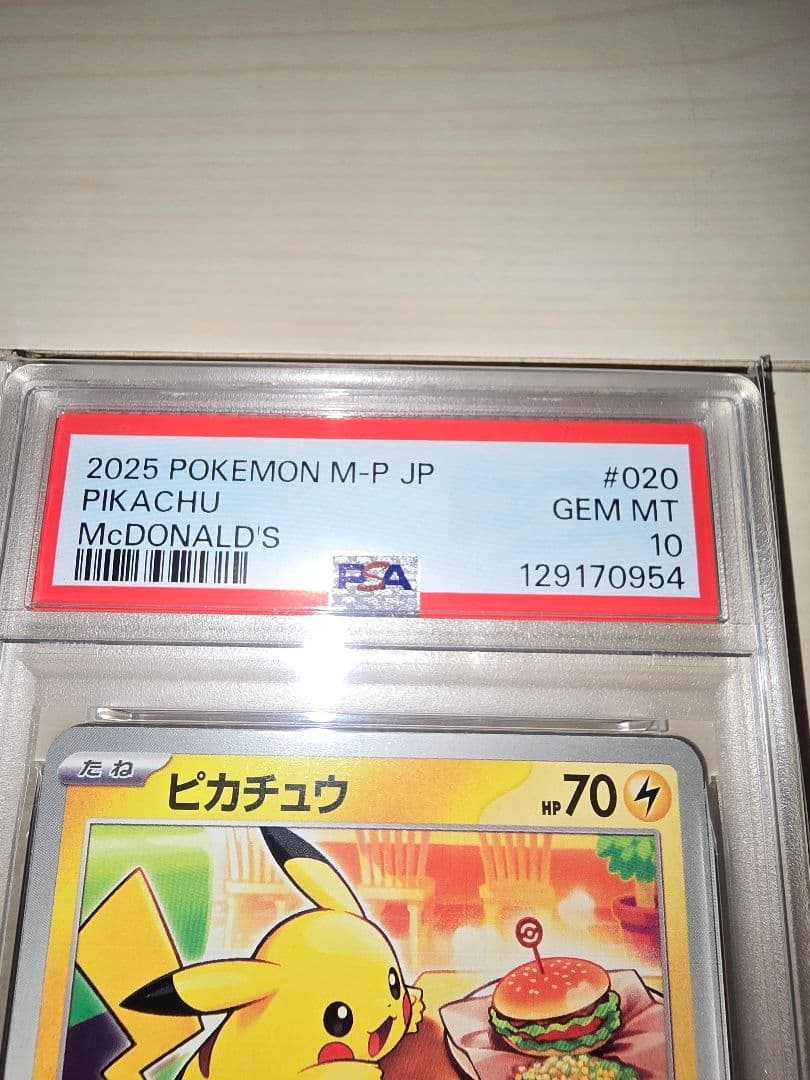 2025 POKEMON M-P JP #020
PIKACHU GEM MT
McDONALD'S 10
PSA 129170954
たね ピカチュウ HP70